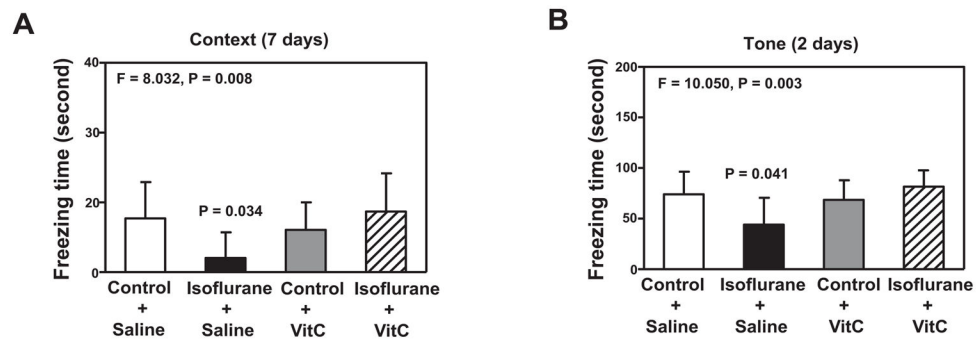 A
Context (7 days)
Freezing time (second)
40
30
20
0
F = 8.032, P = 0.008
P = 0.034
Control + Saline
Isoflurane + Saline
Control + VitC
Isoflurane + VitC
B
Tone (2 days)
Freezing time (second)
200
150
100
50
0
F = 10.050, P = 0.003
P = 0.041
Control + Saline
Isoflurane + Saline
Control + VitC
Isoflurane + VitC